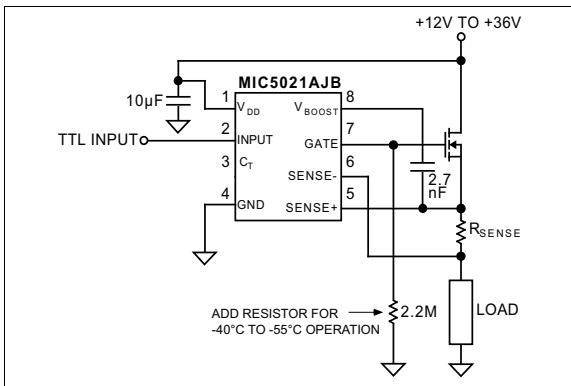 +12V TO +36V
MIC5021AJB
10µF
1
8
V DD
V BOOST
2
7
TTL INPUT
INPUT
GATE
3
6
C T
SENSE-
2.7
nF
4
5
GND
SENSE+
R SENSE
ADD RESISTOR FOR
-40°C TO -55°C OPERATION
2.2M
LOAD